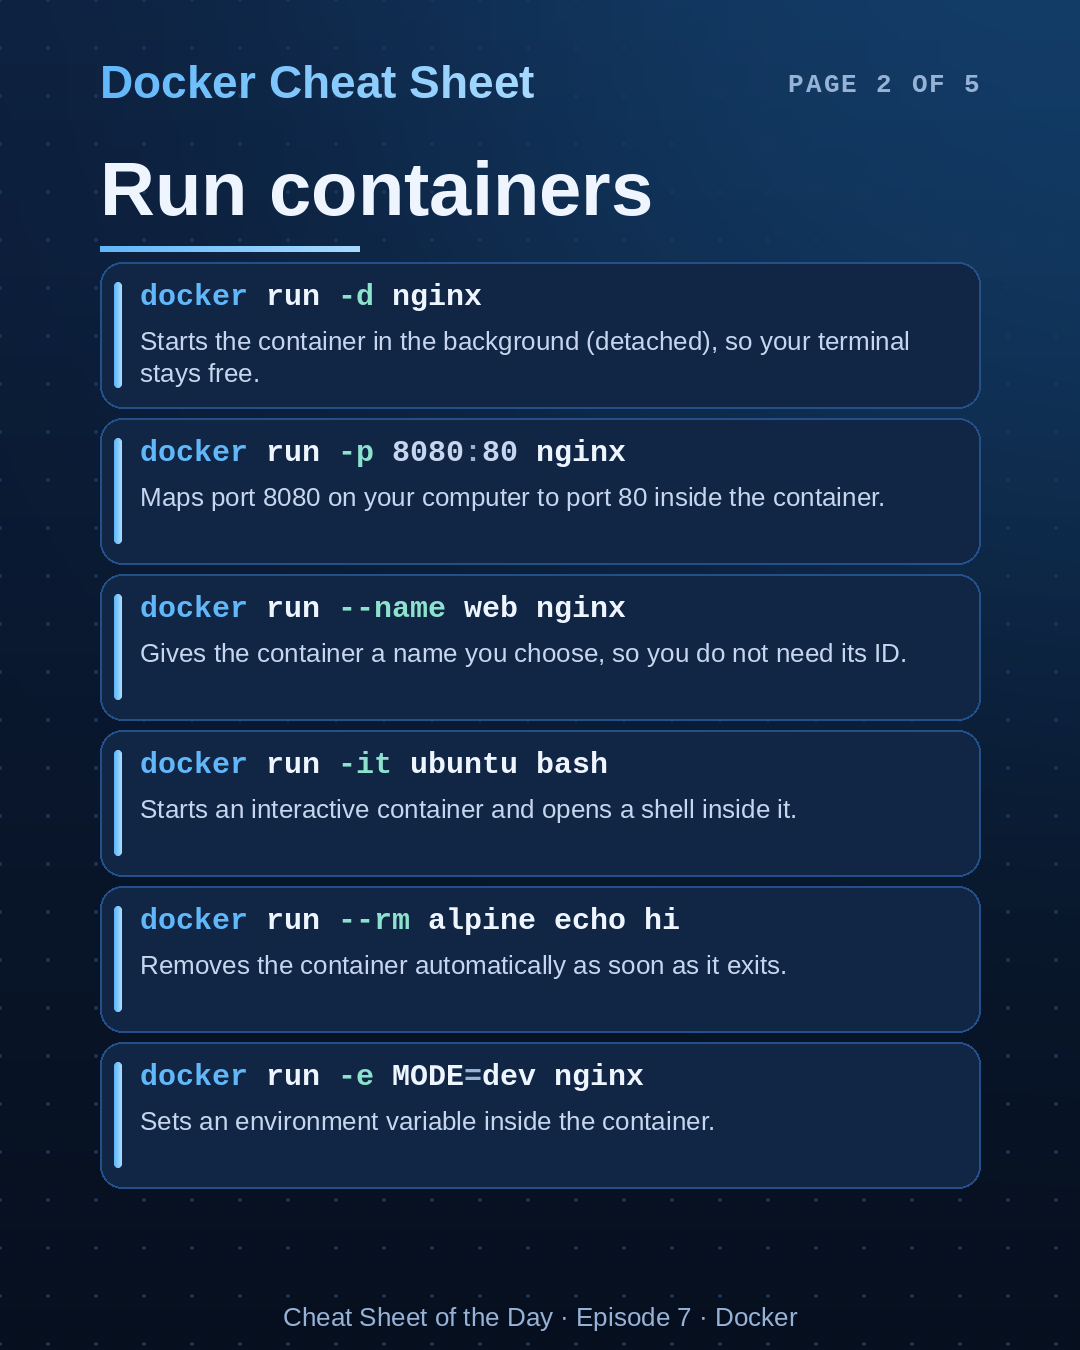 Docker Cheat Sheet
PAGE 2 OF 5
Run containers
docker run -d nginx
Starts the container in the background (detached), so your terminal
stays free.
docker run -p 8080:80 nginx
Maps port 8080 on your computer to port 80 inside the container.
docker run --name web nginx
Gives the container a name you choose, so you do not need its ID.
docker run -it ubuntu bash
Starts an interactive container and opens a shell inside it.
docker run --rm alpine echo hi
Removes the container automatically as soon as it exits.
docker run -e MODE=dev nginx
Sets an environment variable inside the container.
Cheat Sheet of the Day · Episode 7 · Docker